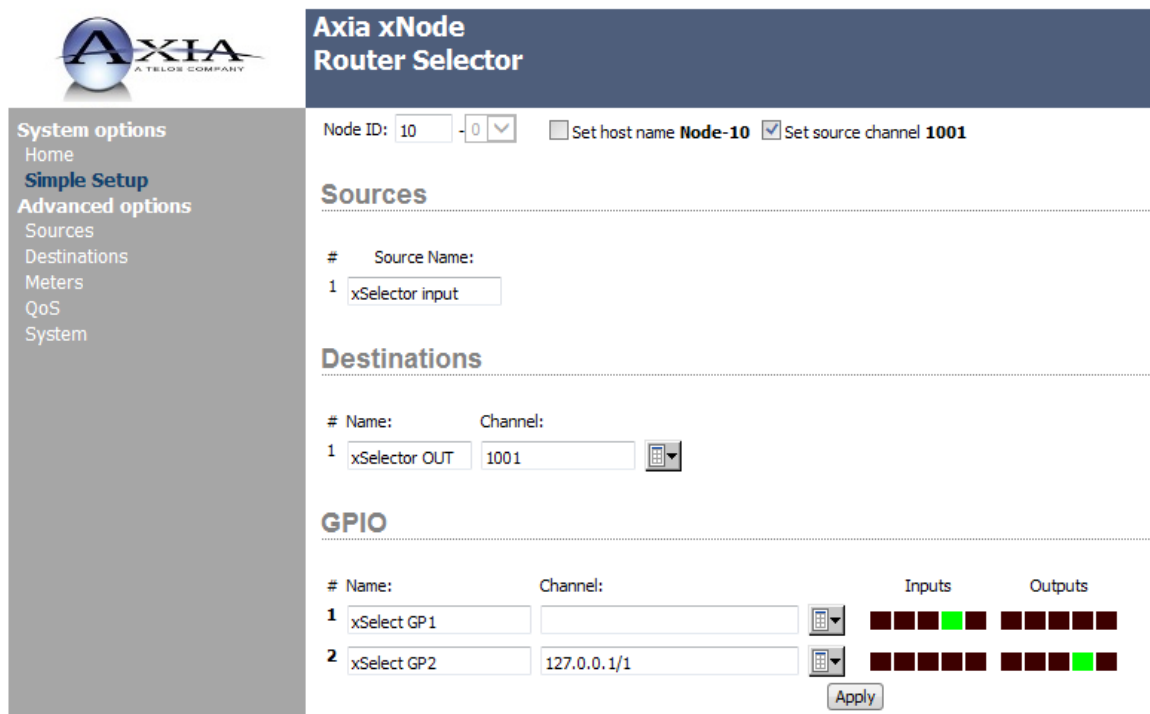 AXIA
A TELOS COMPANY
Axia xNode
Router Selector
System options
Home
Simple Setup
Advanced options
Sources
Destinations
Meters
QoS
System
Node ID: 10 - 0 Set host name Node-10 Set source channel 1001
Sources
# Source Name:
1 xSelector input
Destinations
# Name: Channel:
1 xSelector OUT 1001
GPIO
# Name: Channel: Inputs Outputs
1 xSelect GP1
2 xSelect GP2 127.0.0.1/1
Apply